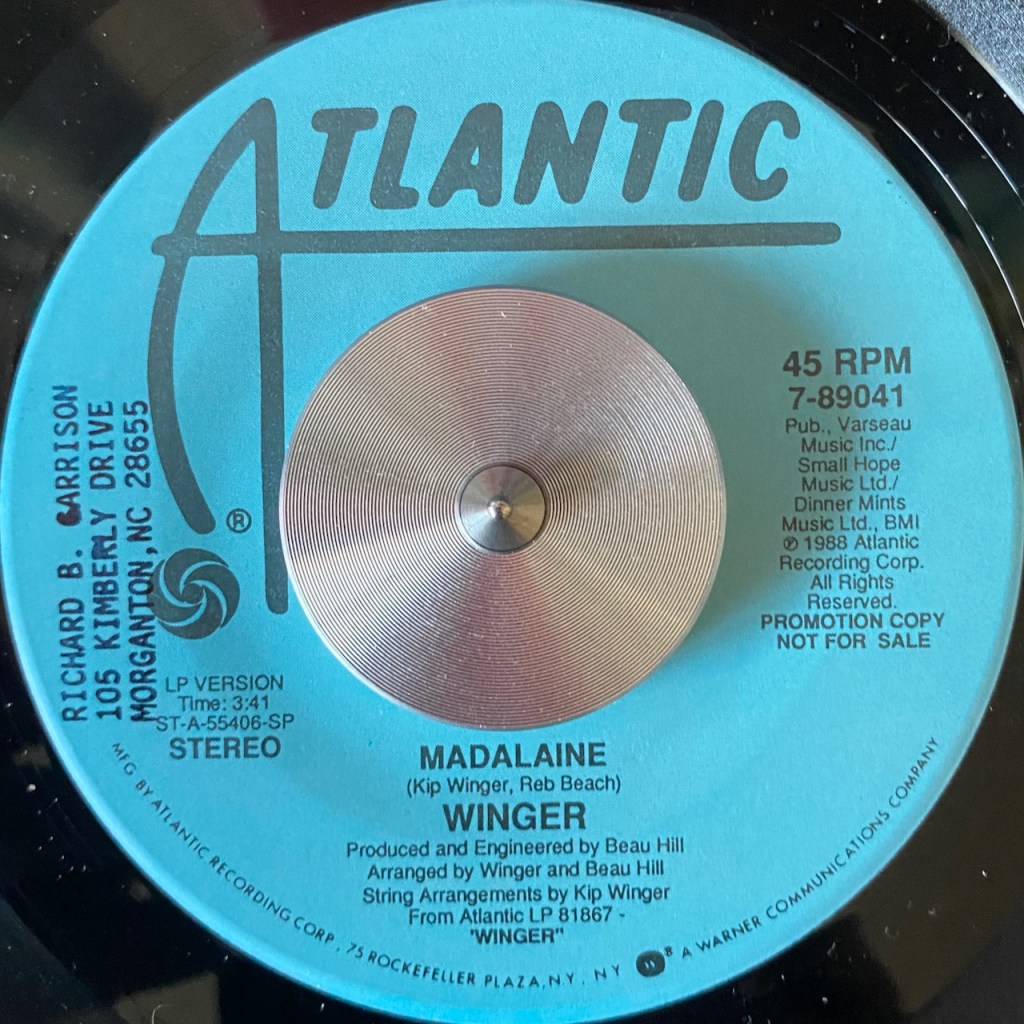 ATLANTIC
®
45 RPM
7-89041
Pub., Varseau
Music Inc./
Small Hope
Music Ltd./
Dinner Mints
Music Ltd., BMI
℗ 1988 Atlantic
Recording Corp.
All Rights
Reserved.
PROMOTION COPY
NOT FOR SALE
RICHARD B. GARRISON
105 KIMBERLY DRIVE
MORGANTON, NC 28655
LP VERSION
Time: 3:41
ST-A-55406-SP
STEREO
MADALAINE
(Kip Winger, Reb Beach)
WINGER
Produced and Engineered by Beau Hill
Arranged by Winger and Beau Hill
String Arrangements by Kip Winger
From Atlantic LP 81867 -
"WINGER"
MFG BY ATLANTIC RECORDING CORP., 75 ROCKEFELLER PLAZA, N.Y., NY ® A WARNER COMMUNICATIONS COMPANY